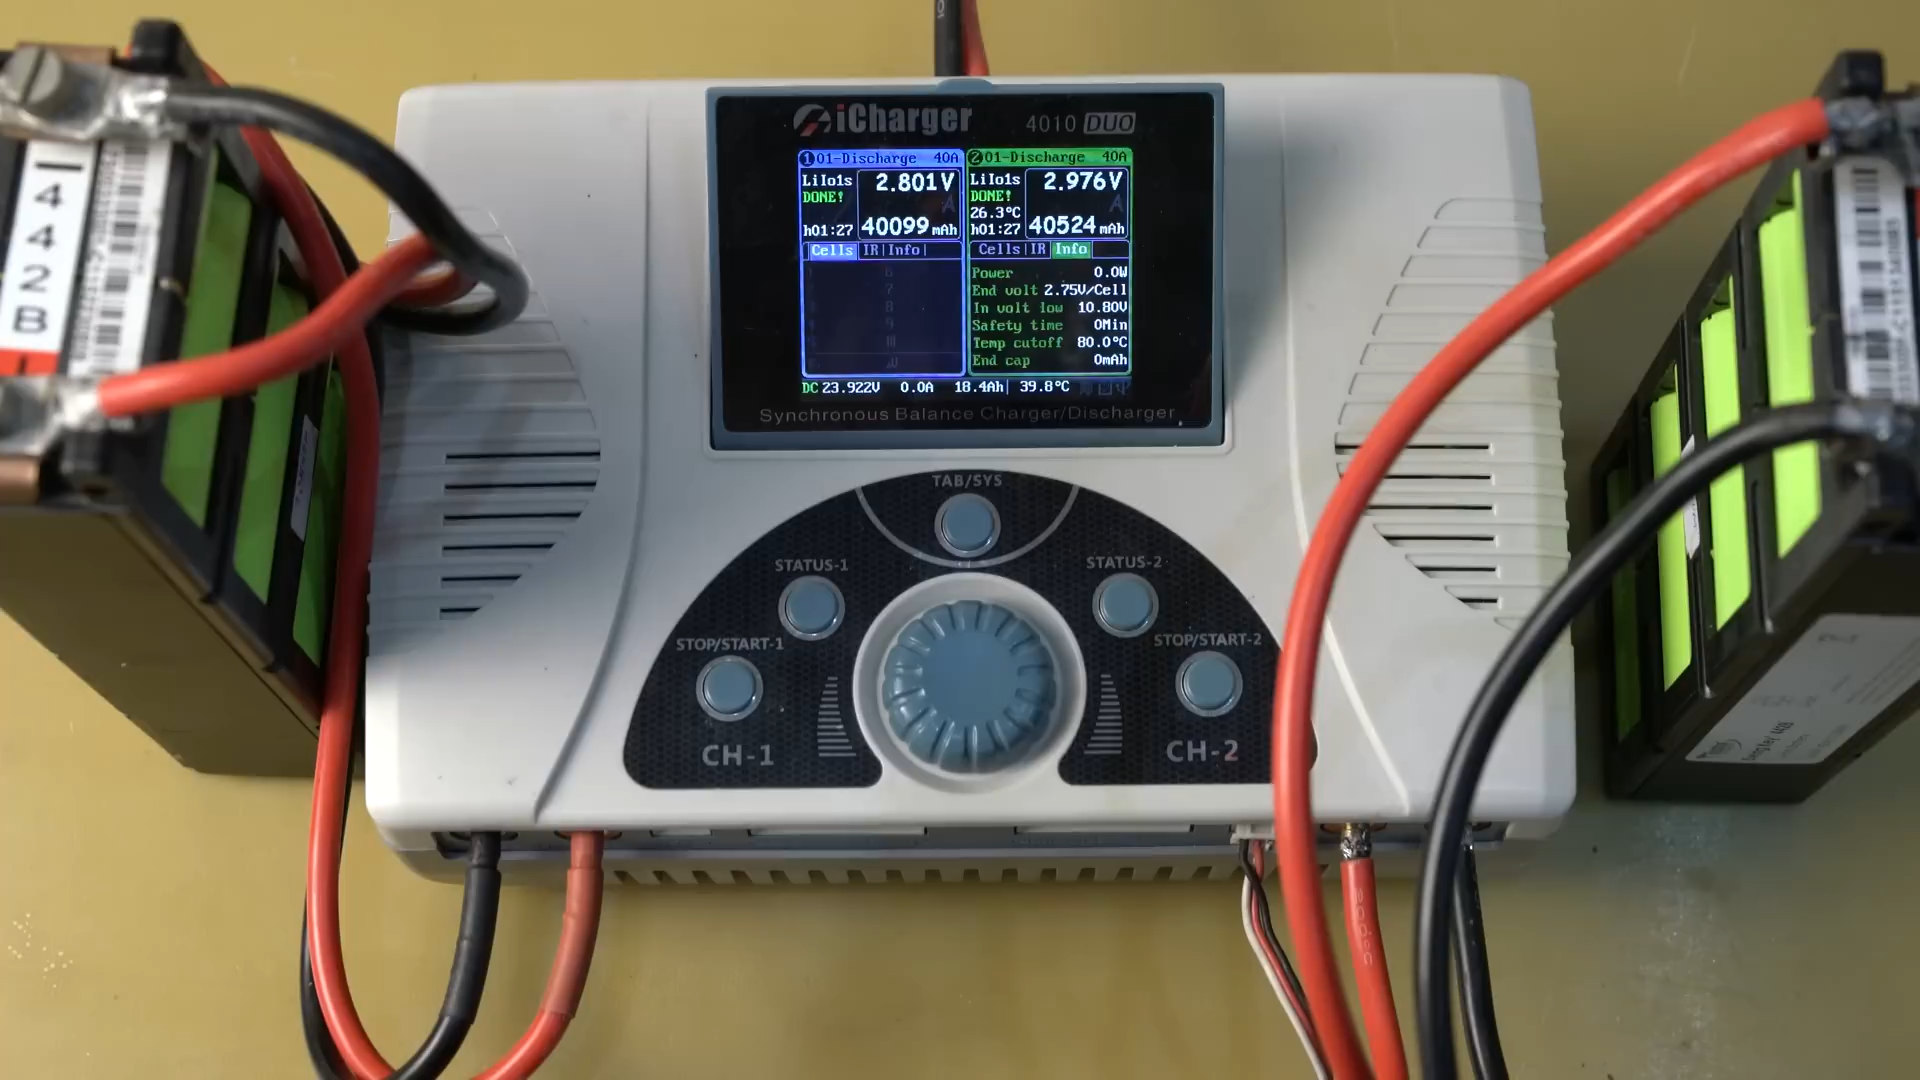 iCharger
4010 DUO
1 01-Discharge 40A
LiIo1s 2.801V
DONE!
h01:27 40099mAh
Cells IR Info
2 01-Discharge 40A
LiIo1s 2.976V
DONE!
26.3°C
h01:27 40524mAh
Cells IR Info
Power 0.0W
End volt 2.75V/Cell
In volt low 10.80V
Safety time 0Min
Temp cutoff 80.0°C
End cap 0mAh
DC 23.922V 0.0A 18.4Ah 39.8°C
Synchronous Balance Charger/Discharger
TAB/SYS
STATUS-1
STATUS-2
STOP/START-1
STOP/START-2
CH-1
CH-2
442B